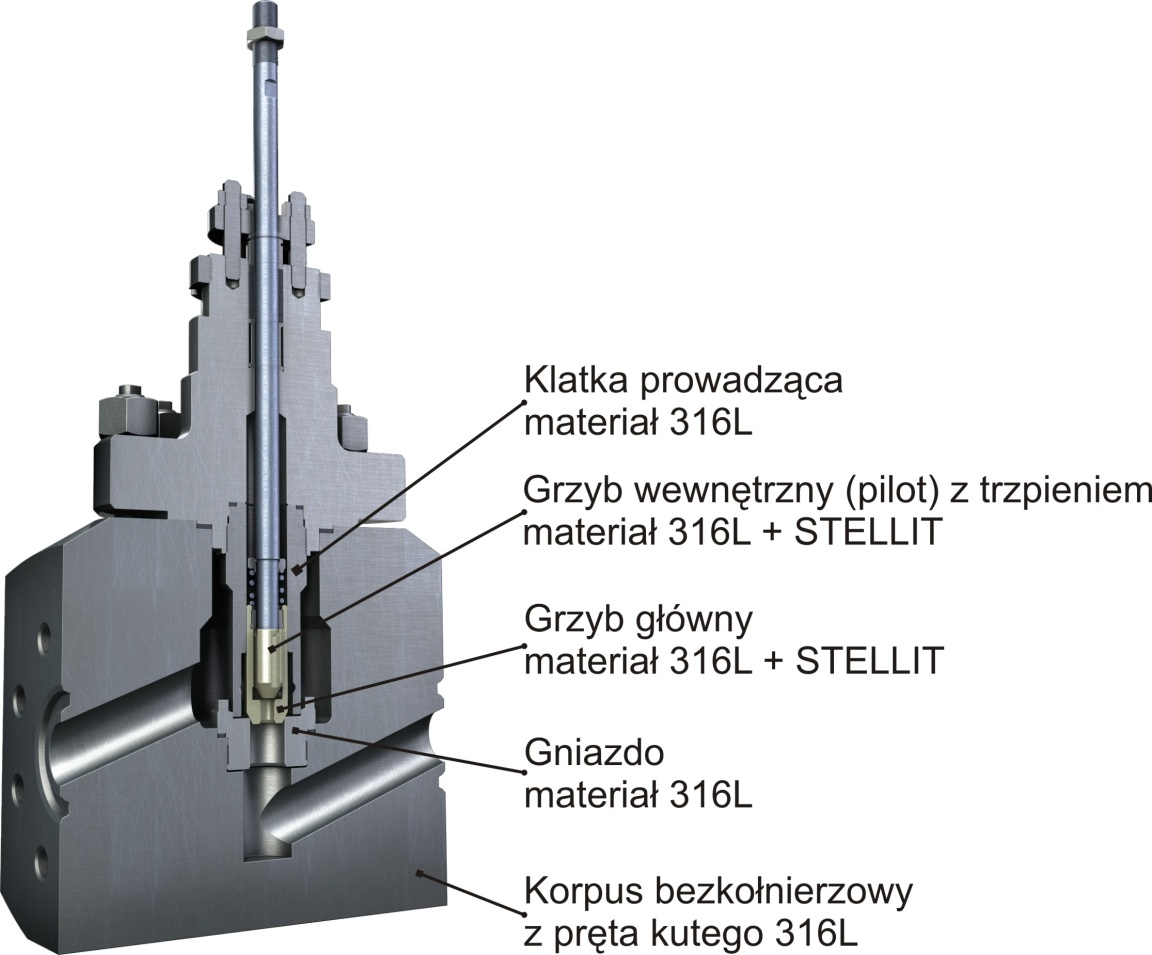 Klatka prowadząca
materiał 316L
Grzyb wewnętrzny (pilot) z trzpieniem
materiał 316L + STELLIT
Grzyb główny
materiał 316L + STELLIT
Gniazdo
materiał 316L
Korpus bezkołnierzowy
z pręta kutego 316L